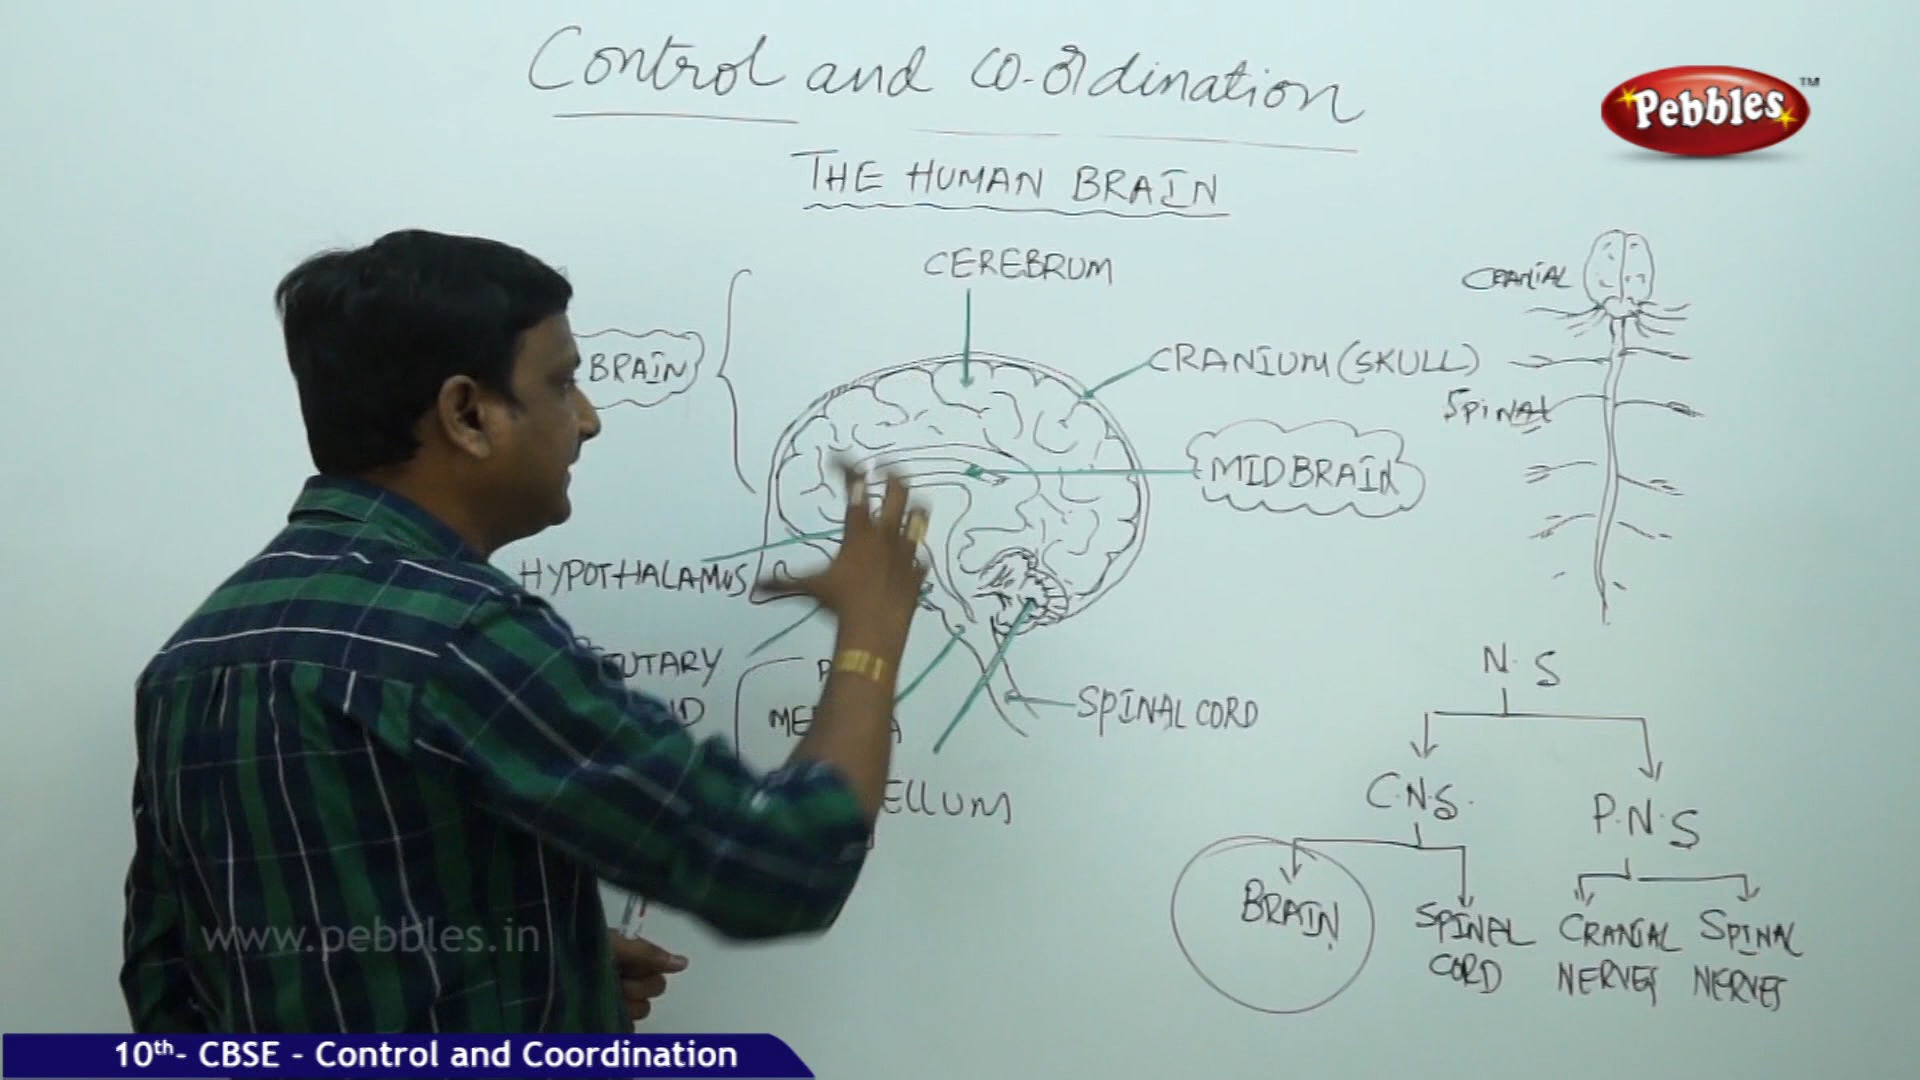 Control and co-ordination
Pebbles TM
THE HUMAN BRAIN
CEREBRUM
CRANIAL
BRAIN
CRANIUM (SKULL)
SPINAL
MIDBRAIN
HYPOTHALAMUS
SPINAL CORD
N.S
C.N.S.
P.N.S
BRAIN
SPINAL CORD
CRANIAL NERVES
SPINAL NERVES
www.pebbles.in
10th- CBSE - Control and Coordination